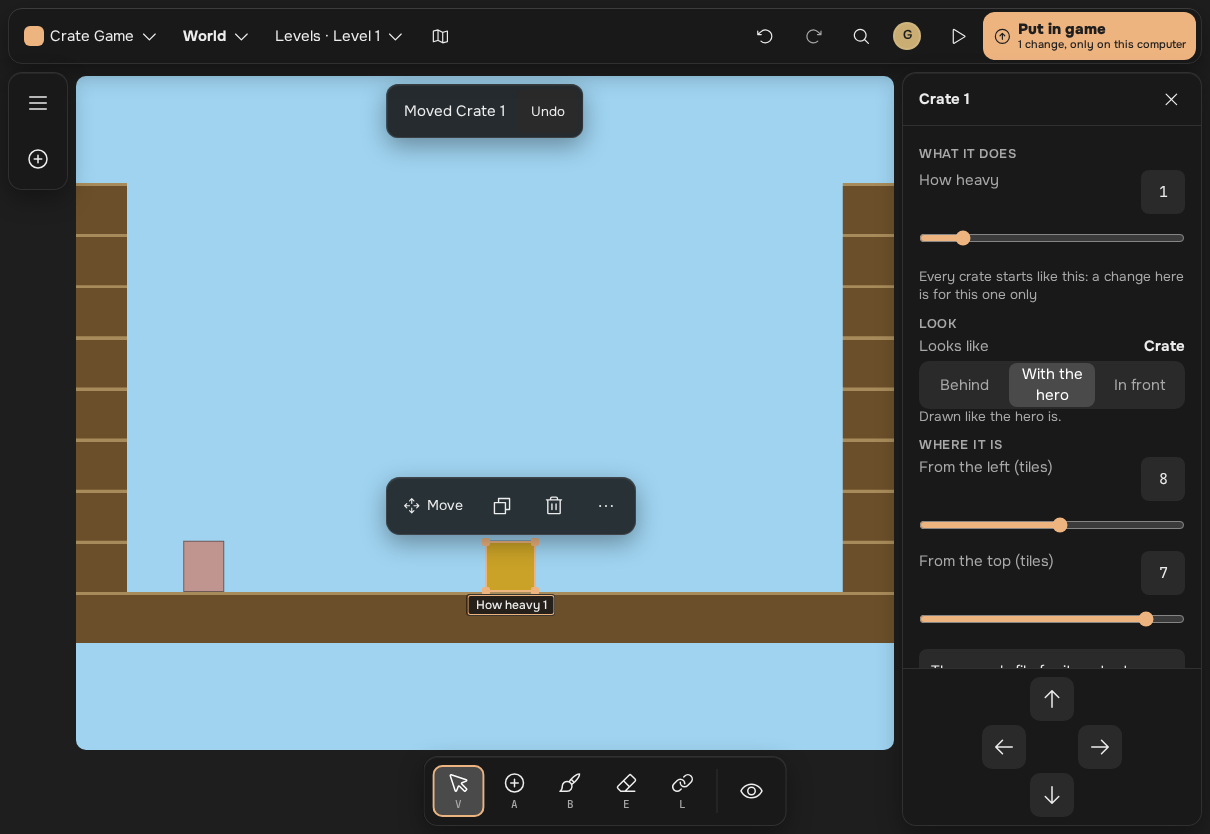 Crate Game
World
Levels · Level 1
G
Put in game
1 change, only on this computer
Moved Crate 1
Undo
Crate 1
WHAT IT DOES
How heavy
1
Every crate starts like this: a change here
is for this one only
LOOK
Looks like
Crate
Behind
With the
hero
In front
Drawn like the hero is.
WHERE IT IS
From the left (tiles)
8
From the top (tiles)
7
Move
How heavy 1
V
A
B
E
L